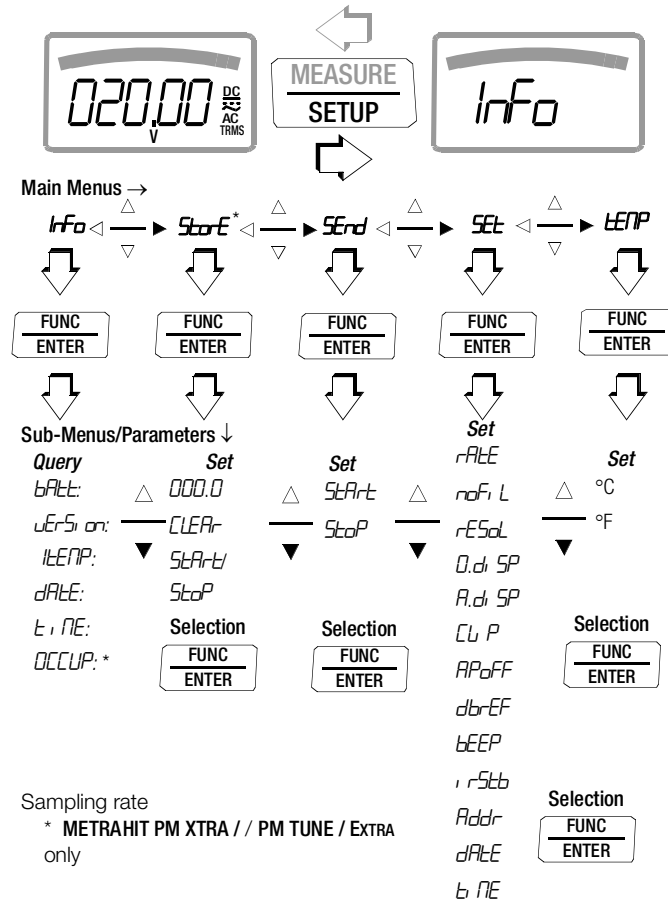 MEASURE
SETUP
020.00 V DC AC TRMS
InFo
Main Menus →
InFo StorE* SEnd SEt tEMP
FUNC ENTER
FUNC ENTER
FUNC ENTER
FUNC ENTER
FUNC ENTER
Sub-Menus/Parameters ↓
Query
bAtt:
vErSion:
ItEMP:
dAtE:
tiME:
OCCUP: *
Set
000.0
CLEAr
StArt/
StoP
Selection
FUNC
ENTER
Set
StArt
StoP
Selection
FUNC
ENTER
Set
rAtE
noFiL
rESoL
0.diSP
A.diSP
CLiP
APoFF
dbrEF
bEEP
irStb
Addr
dAtE
tiME
Selection
FUNC
ENTER
Set
°C
°F
Selection
FUNC
ENTER
Sampling rate
* METRAHIT PM XTRA / / PM TUNE / EXTRA
only